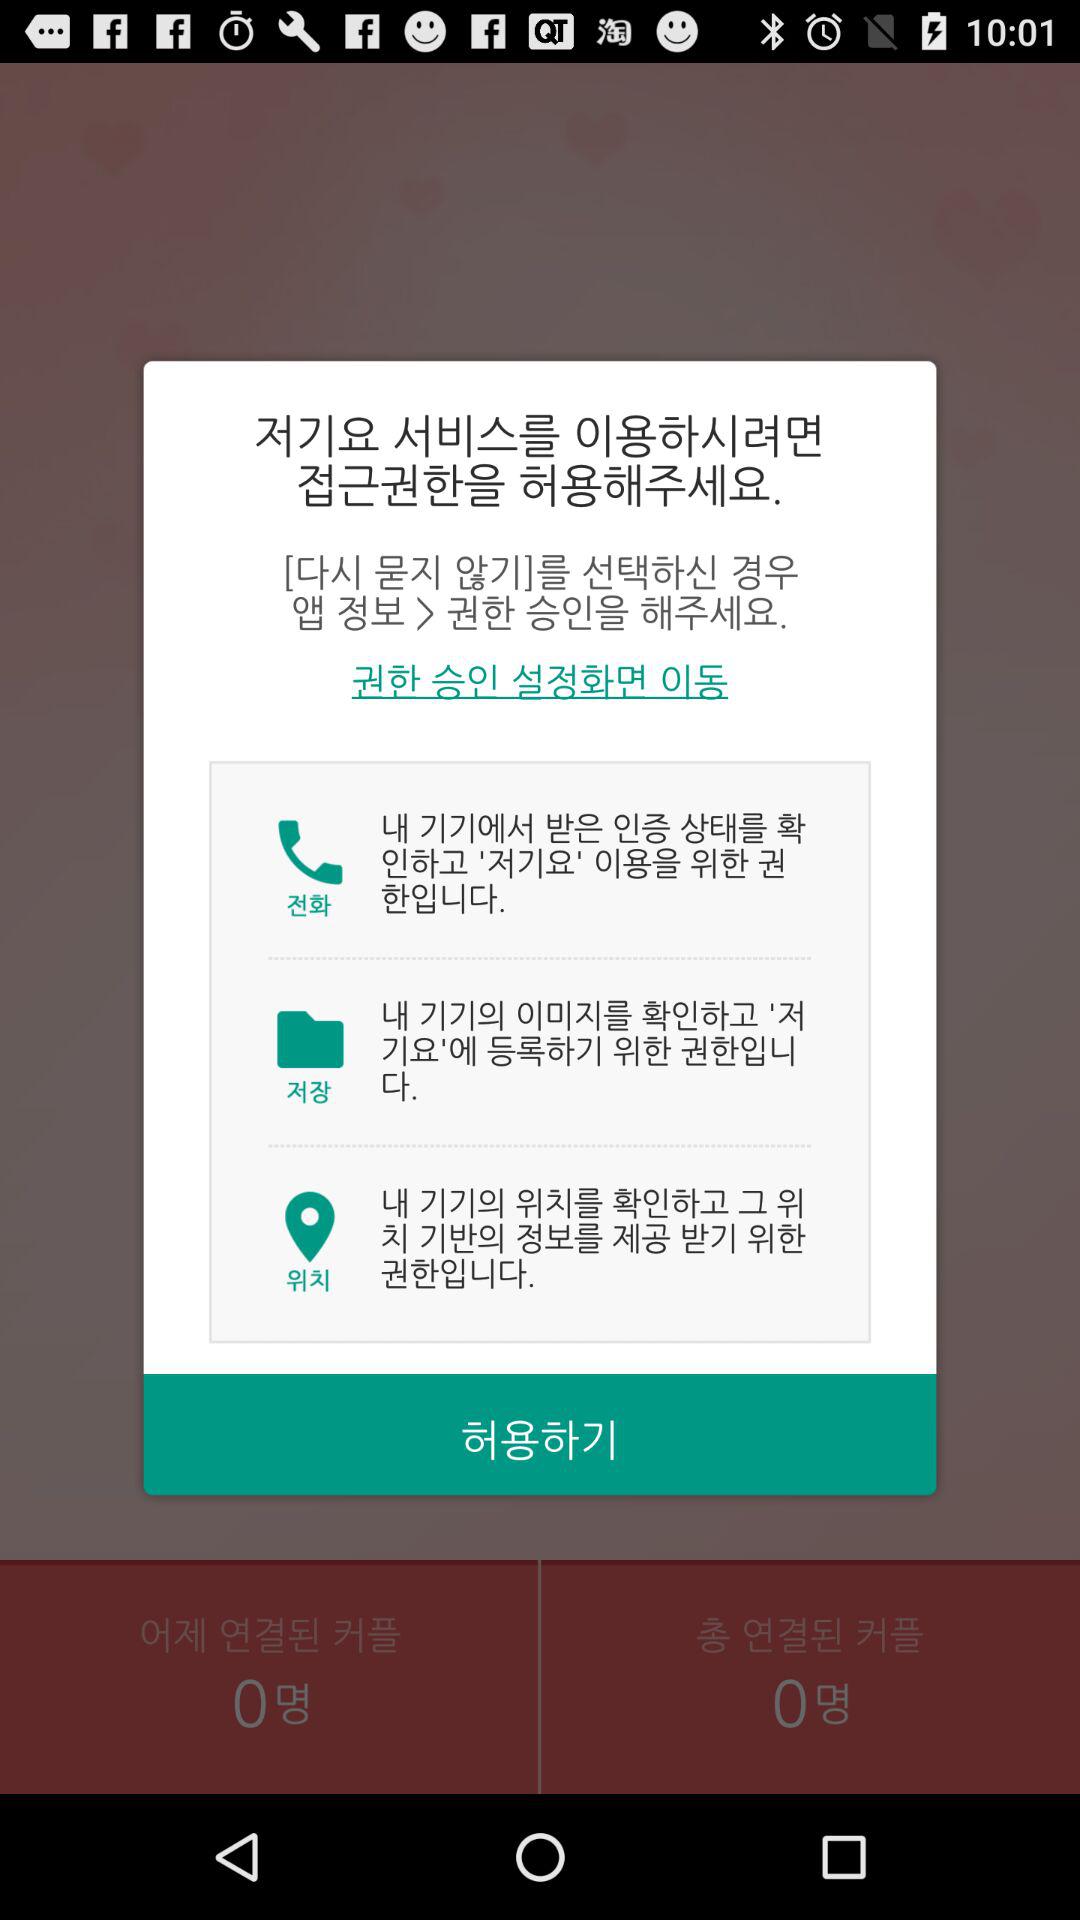 QT 淘 10:01
저기요 서비스를 이용하시려면
접근권한을 허용해주세요.
[다시 묻지 않기]를 선택하신 경우
앱 정보 > 권한 승인을 해주세요.
권한 승인 설정화면 이동
내 기기에서 받은 인증 상태를 확
인하고 '저기요' 이용을 위한 권
한입니다.
전화
내 기기의 이미지를 확인하고 '저
기요'에 등록하기 위한 권한입니
다.
저장
내 기기의 위치를 확인하고 그 위
치 기반의 정보를 제공 받기 위한
권한입니다.
위치
허용하기
어제 연결된 커플
0명
총 연결된 커플
0명